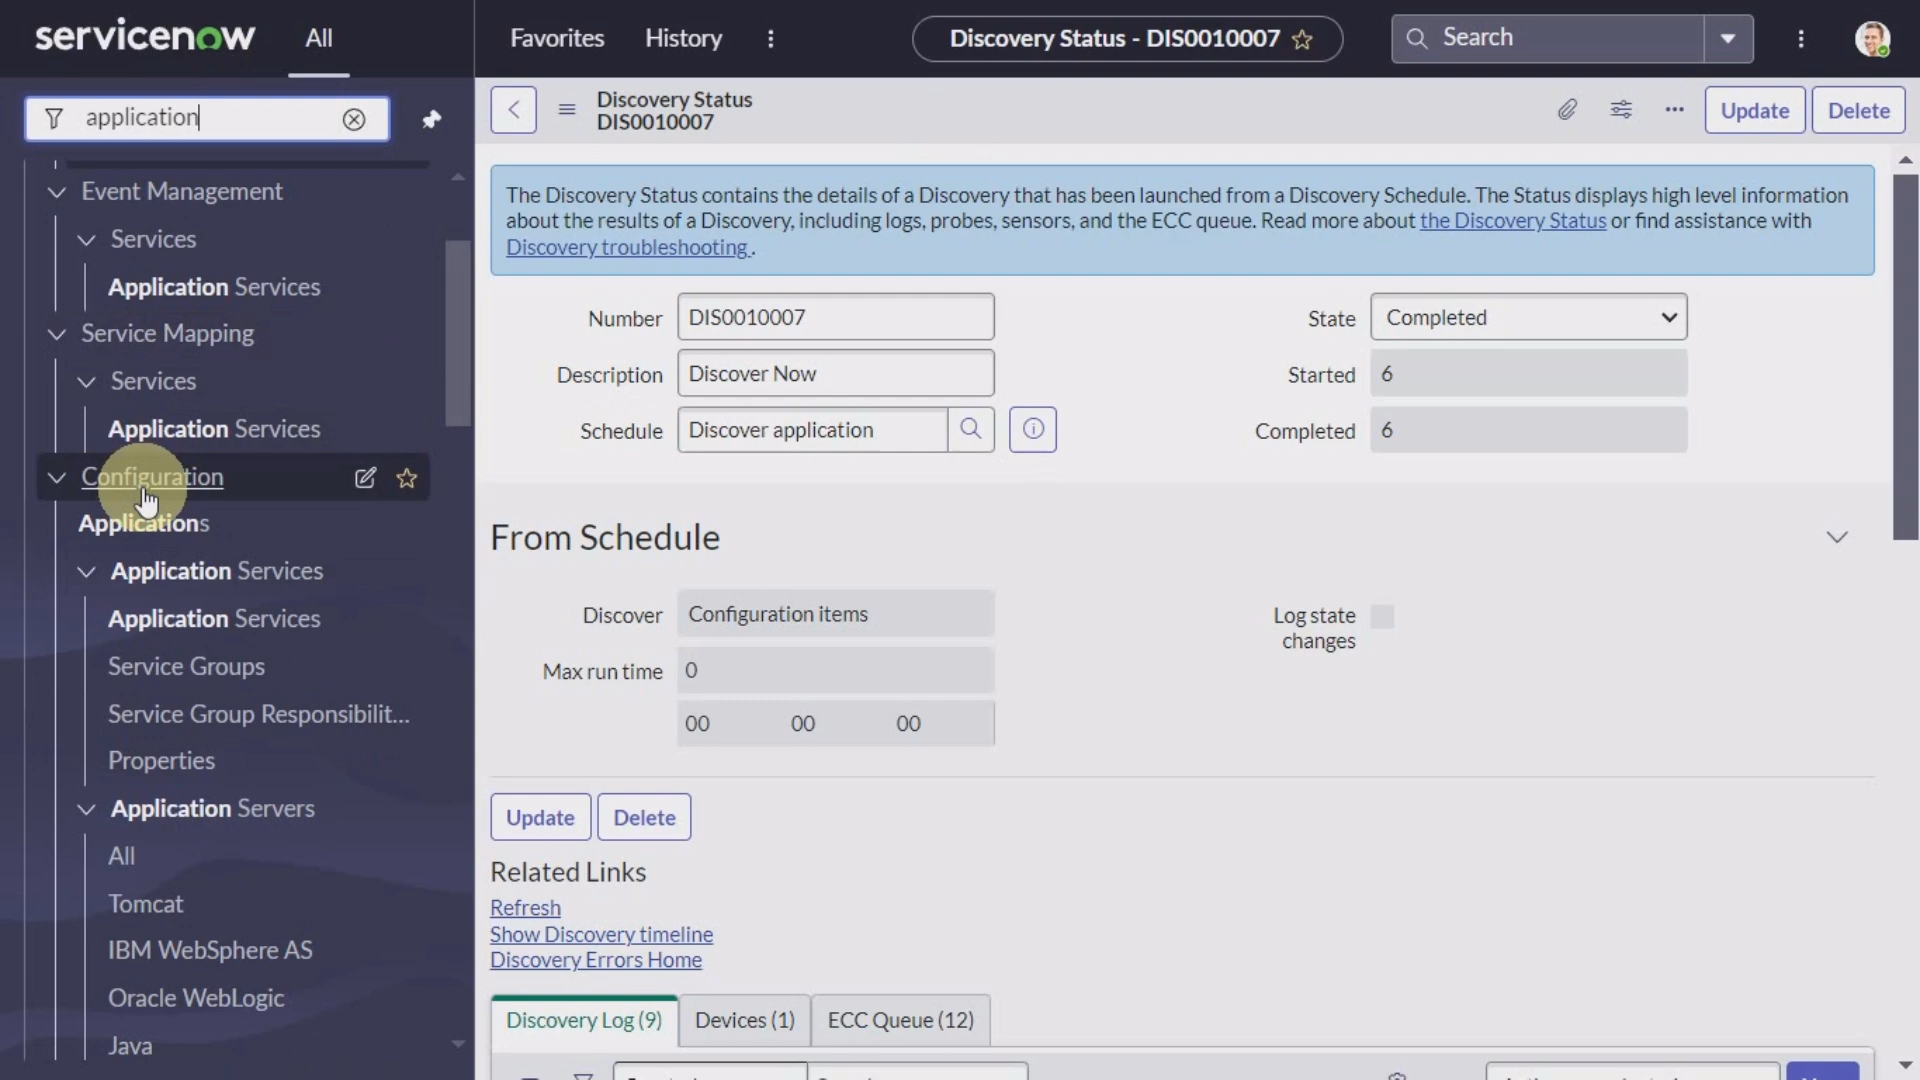 servicenow
All
Favorites
History
Discovery Status - DIS0010007
Search
application
Event Management
Services
Application Services
Service Mapping
Services
Application Services
Configuration
Applications
Application Services
Application Services
Service Groups
Service Group Responsibilit...
Properties
Application Servers
All
Tomcat
IBM WebSphere AS
Oracle WebLogic
Java
Discovery Status
DIS0010007
Update
Delete
The Discovery Status contains the details of a Discovery that has been launched from a Discovery Schedule. The Status displays high level information
about the results of a Discovery, including logs, probes, sensors, and the ECC queue. Read more about the Discovery Status or find assistance with
Discovery troubleshooting .
Number DIS0010007
State Completed
Description Discover Now
Started 6
Schedule Discover application
Completed 6
From Schedule
Discover Configuration items
Log state
changes
Max run time 0
00 00 00
Update Delete
Related Links
Refresh
Show Discovery timeline
Discovery Errors Home
Discovery Log (9) Devices (1) ECC Queue (12)